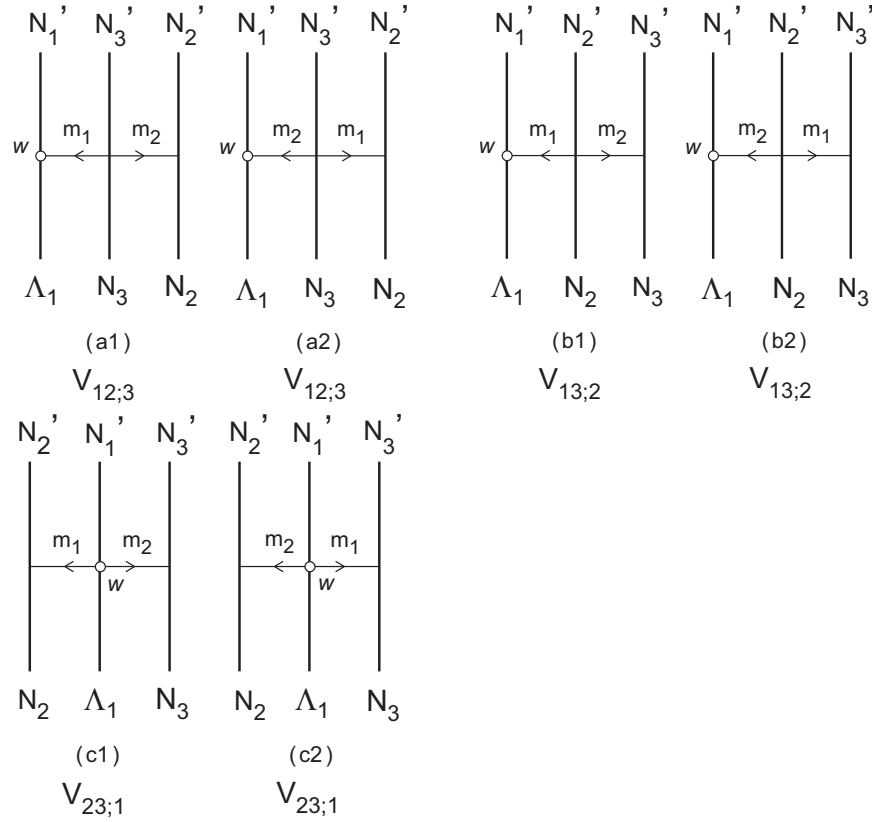 N1' N3' N2' N1' N3' N2' N1' N2' N3' N1' N2' N3'
w m1 m2 w m2 m1 w m1 m2 w m2 m1
Λ1 N3 N2 Λ1 N3 N2 Λ1 N2 N3 Λ1 N2 N3
(a1) (a2) (b1) (b2)
V12;3 V12;3 V13;2 V13;2
N2' N1' N3' N2' N1' N3'
m1 m2 m2 m1
w w
N2 Λ1 N3 N2 Λ1 N3
(c1) (c2)
V23;1 V23;1